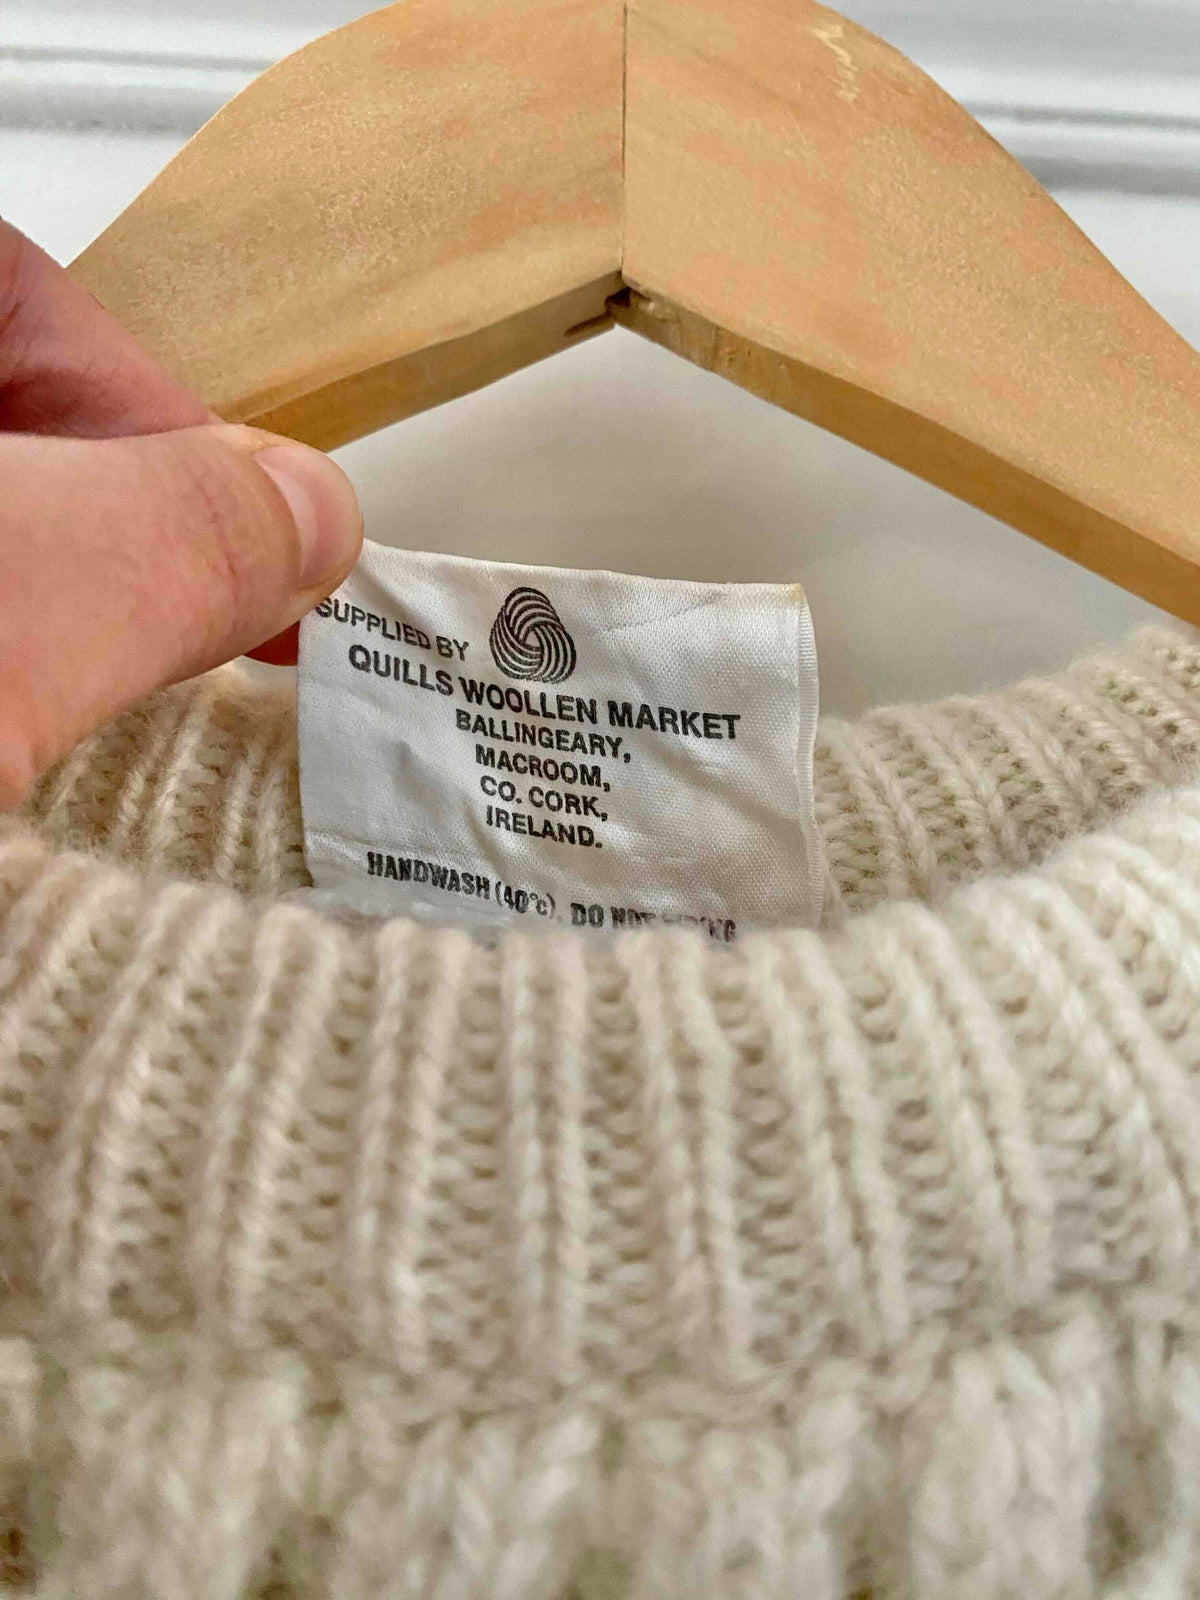 SUPPLIED BY
QUILLS WOOLLEN MARKET
BALLINGEARY,
MACROOM,
CO. CORK,
IRELAND.
HANDWASH (40°c). DO NOT